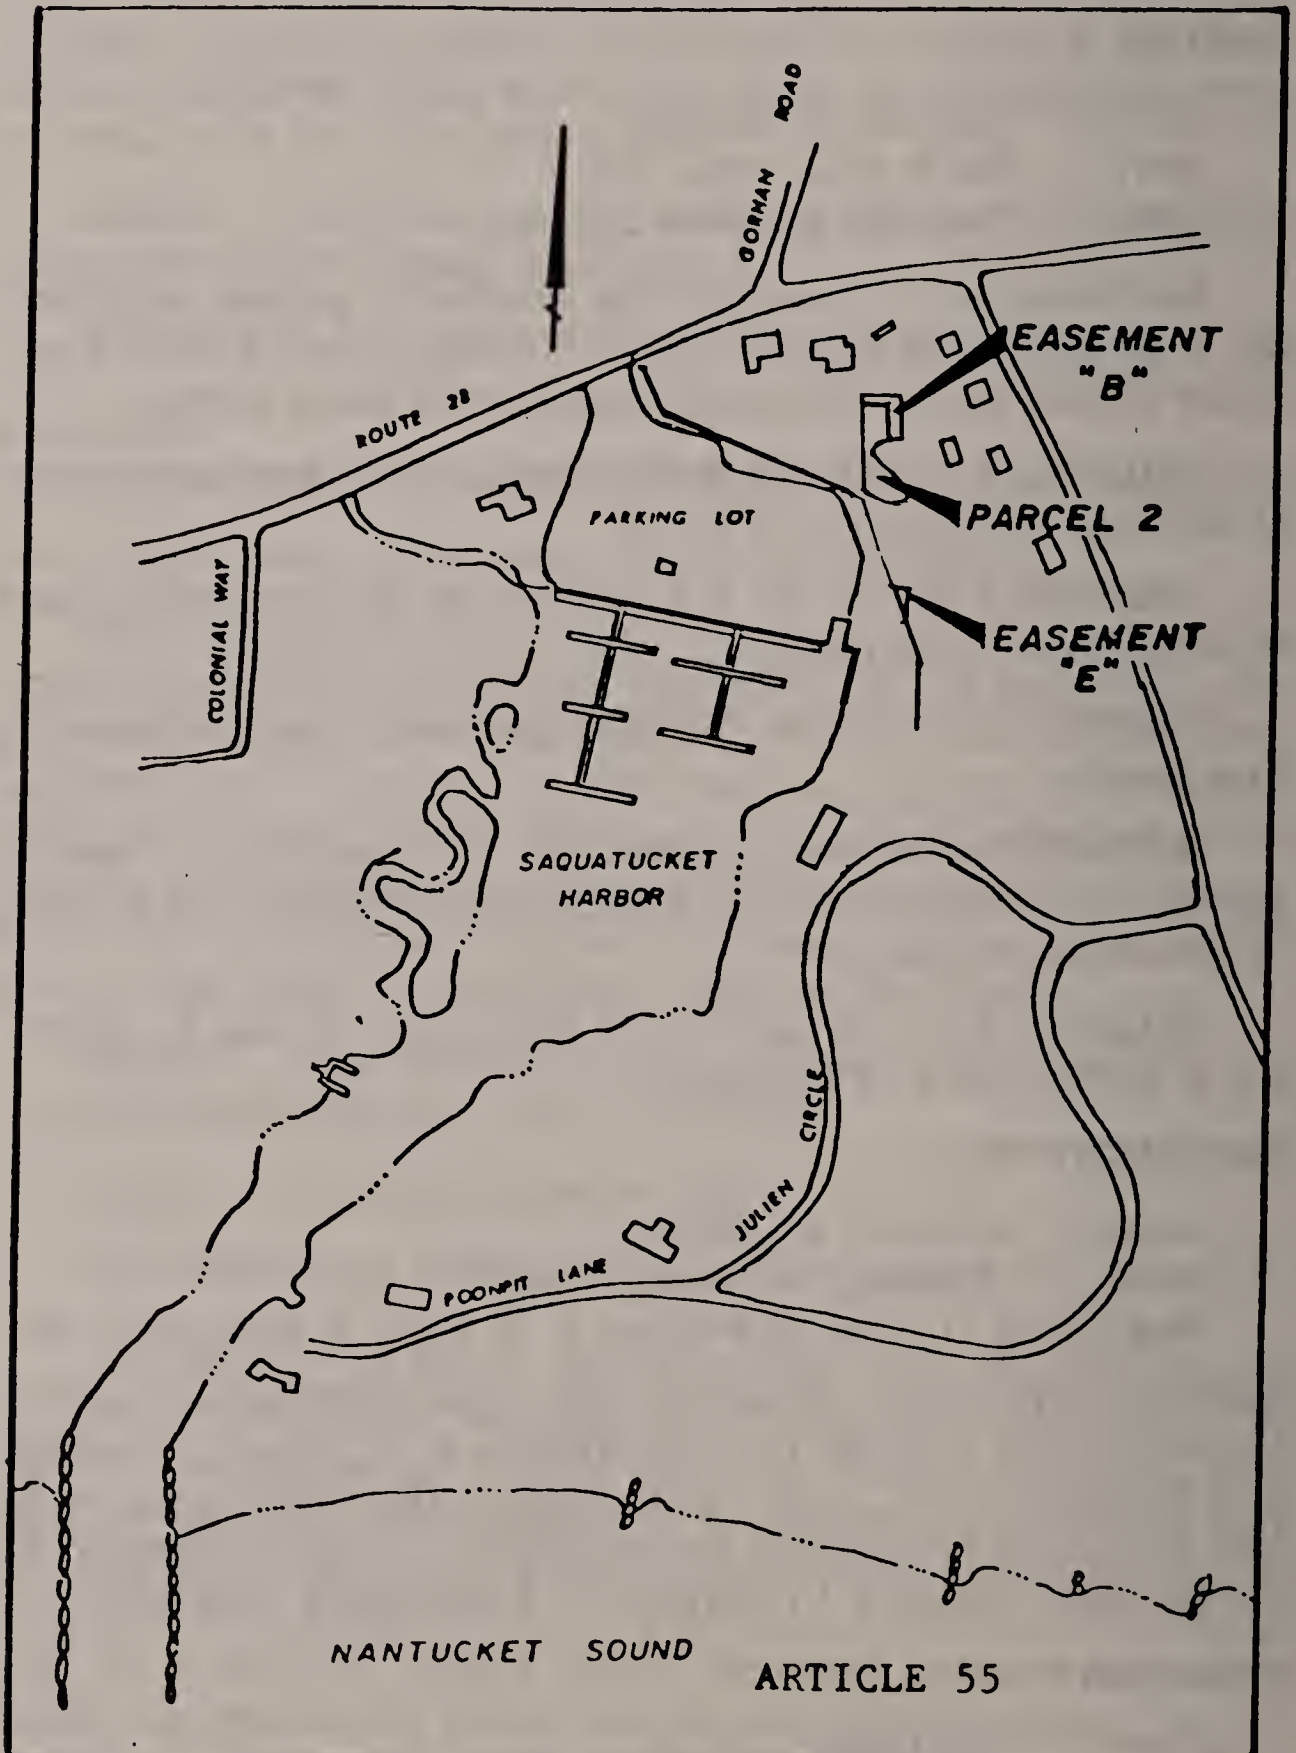 GORHAN ROAD
EASEMENT
"B"
ROUTE 28
PARKING LOT
PARCEL 2
COLONIAL WAY
EASEMENT
"E"
SAQUATUCKET
HARBOR
JULIEN CIRCLE
POONPIT LANE
NANTUCKET SOUND
ARTICLE 55